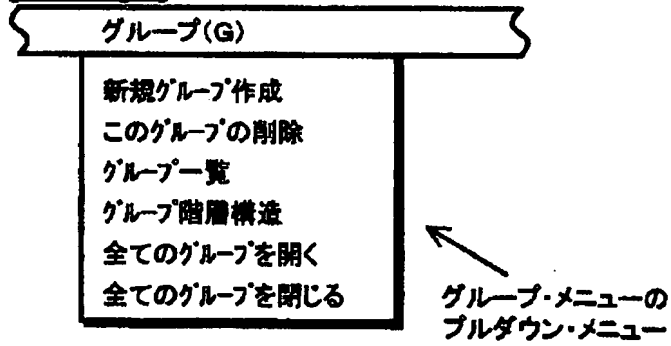 グループ(G)
新規グループ作成
このグループの削除
グループ一覧
グループ階層構造
全てのグループを開く
全てのグループを閉じる
グループ・メニューの
プルダウン・メニュー